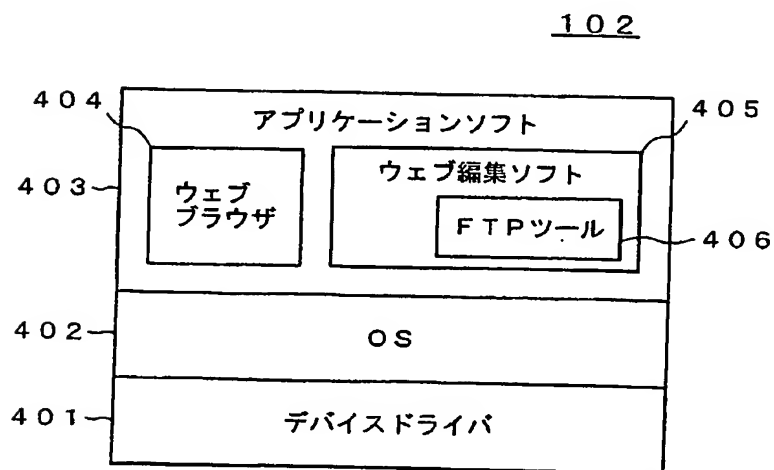 102
404
アプリケーションソフト
405
403
ウェブ
ブラウザ
ウェブ編集ソフト
FTPツール
406
402
OS
401
デバイスドライバ